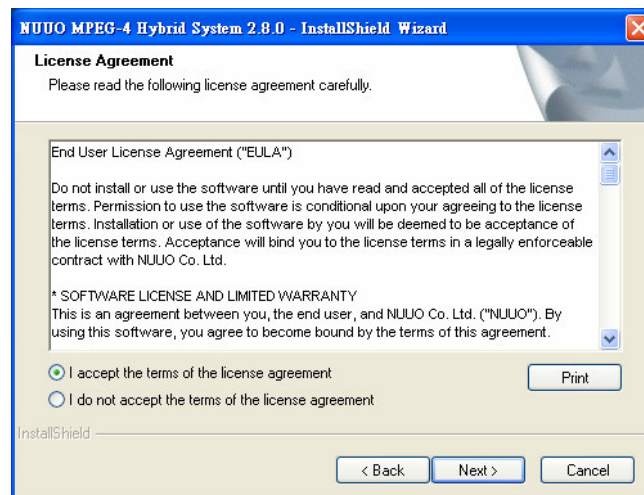 NUUO MPEG-4 Hybrid System 2.8.0 - InstallShield Wizard
License Agreement
Please read the following license agreement carefully.
End User License Agreement ("EULA")
Do not install or use the software until you have read and accepted all of the license
terms. Permission to use the software is conditional upon your agreeing to the license
terms. Installation or use of the software by you will be deemed to be acceptance of
the license terms. Acceptance will bind you to the license terms in a legally enforceable
contract with NUUO Co. Ltd.
* SOFTWARE LICENSE AND LIMITED WARRANTY
This is an agreement between you, the end user, and NUUO Co. Ltd. ("NUUO"). By
using this software, you agree to become bound by the terms of this agreement.
I accept the terms of the license agreement
Print
I do not accept the terms of the license agreement
InstallShield
< Back
Next >
Cancel